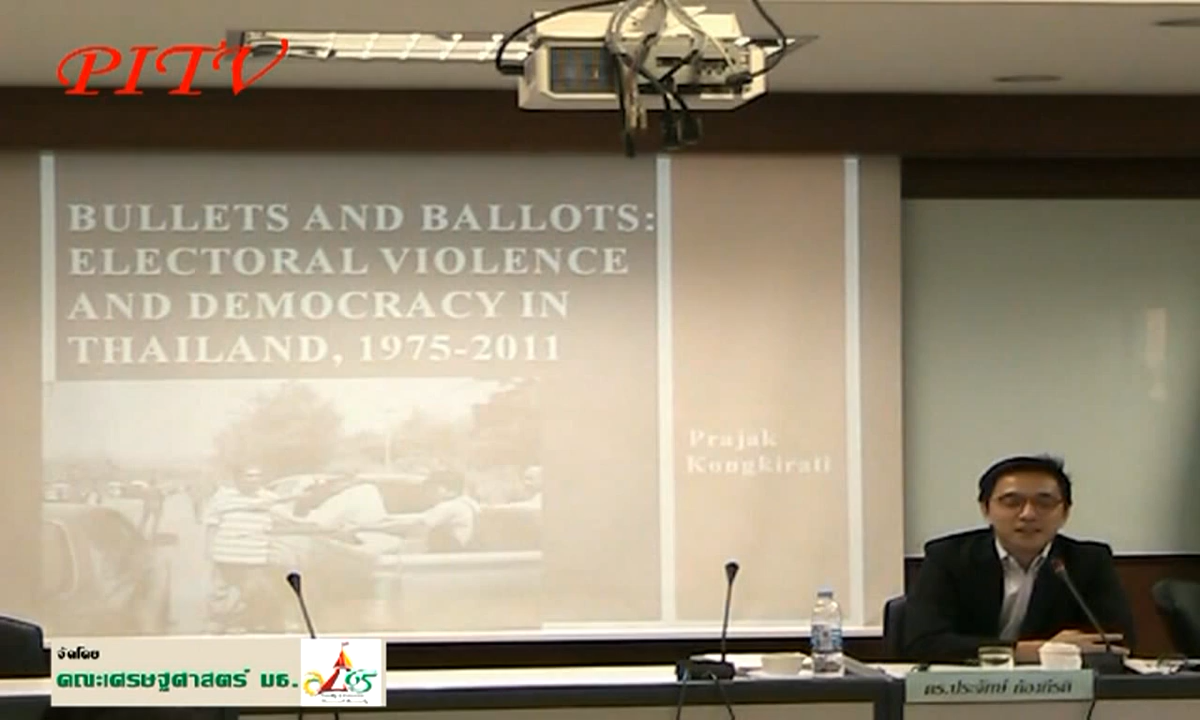 PITV
BULLETS AND BALLOTS:
ELECTORAL VIOLENCE
AND DEMOCRACY IN
THAILAND, 1975-2011
Prajak
Kongkirati
จัดโดย
คณะเศรษฐศาสตร์ มธ.
ดร.ประจักษ์ ก้องกีรติ